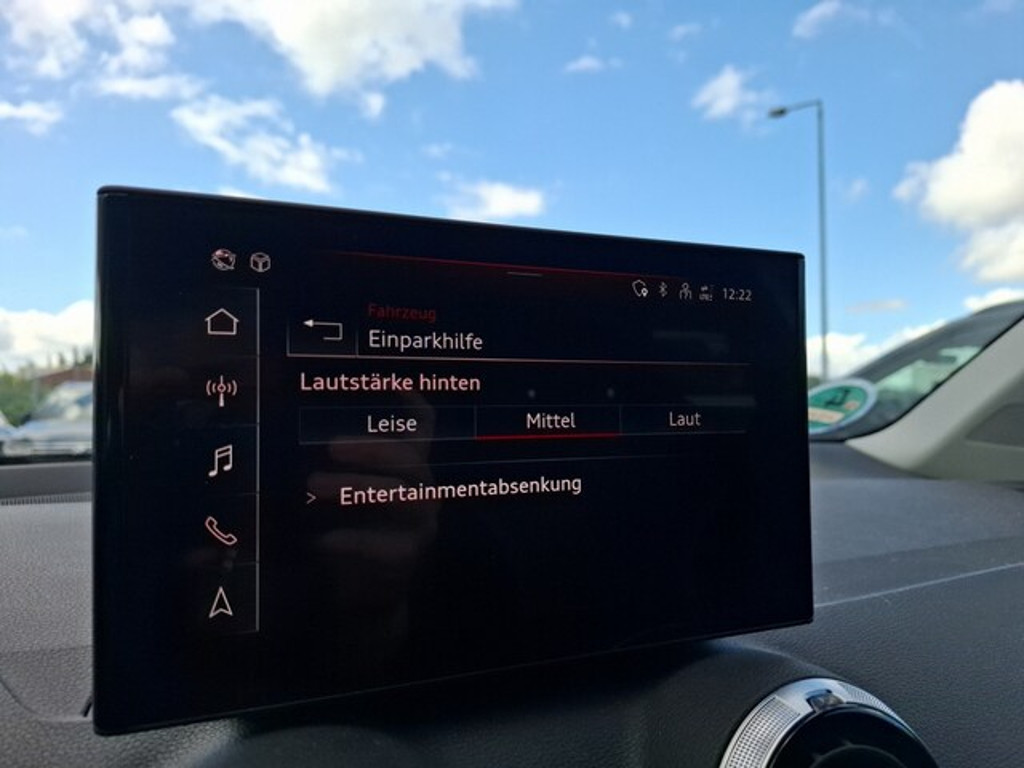 12:22
Fahrzeug
Einparkhilfe
Lautstärke hinten
Leise Mittel Laut
> Entertainmentabsenkung